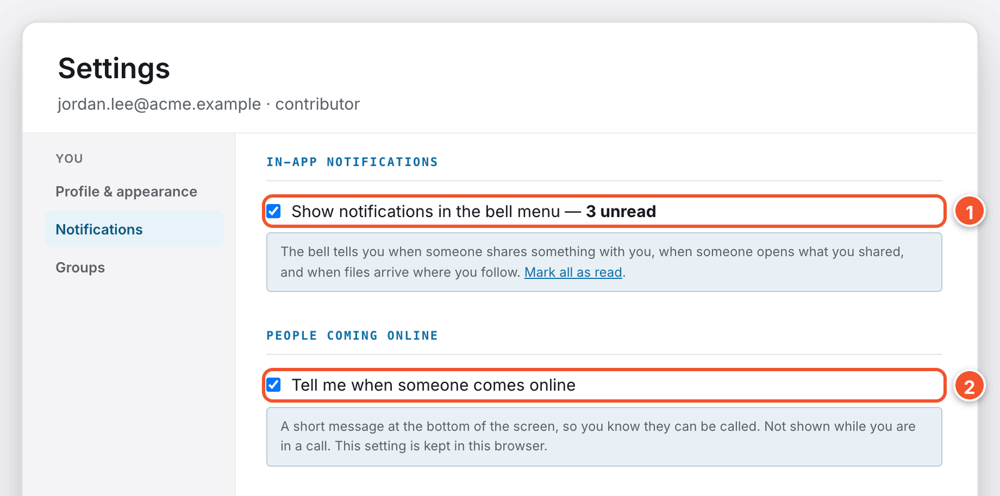 Settings
jordan.lee@acme.example · contributor
YOU
Profile & appearance
Notifications
Groups
IN-APP NOTIFICATIONS
Show notifications in the bell menu — 3 unread
1
The bell tells you when someone shares something with you, when someone opens what you shared,
and when files arrive where you follow. Mark all as read.
PEOPLE COMING ONLINE
Tell me when someone comes online
2
A short message at the bottom of the screen, so you know they can be called. Not shown while you are
in a call. This setting is kept in this browser.